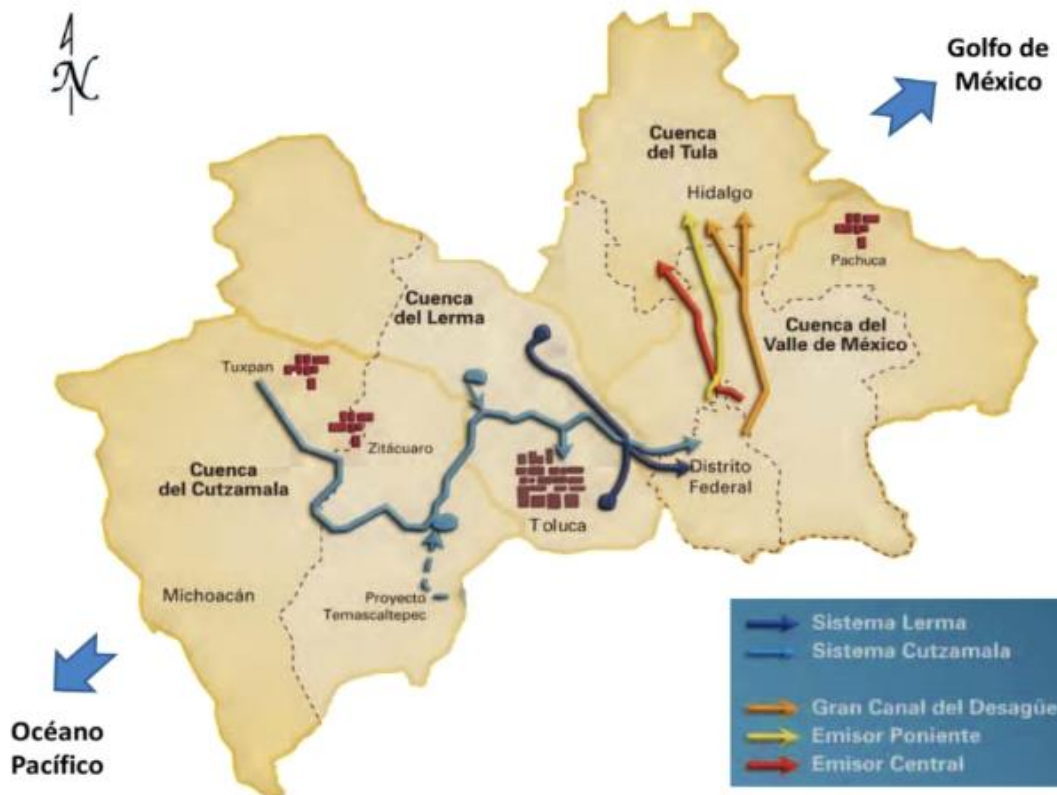 N
Golfo de
México
Cuenca
del Tula
Hidalgo
Pachuca
Cuenca
del Lerma
Cuenca del
Valle de México
Tuxpan
Zitácuaro
Cuenca
del Cutzamala
Distrito
Federal
Toluca
Michoacán
Proyecto
Temascaltepec
Océano
Pacífico
Sistema Lerma
Sistema Cutzamala
Gran Canal del Desagüe
Emisor Poniente
Emisor Central